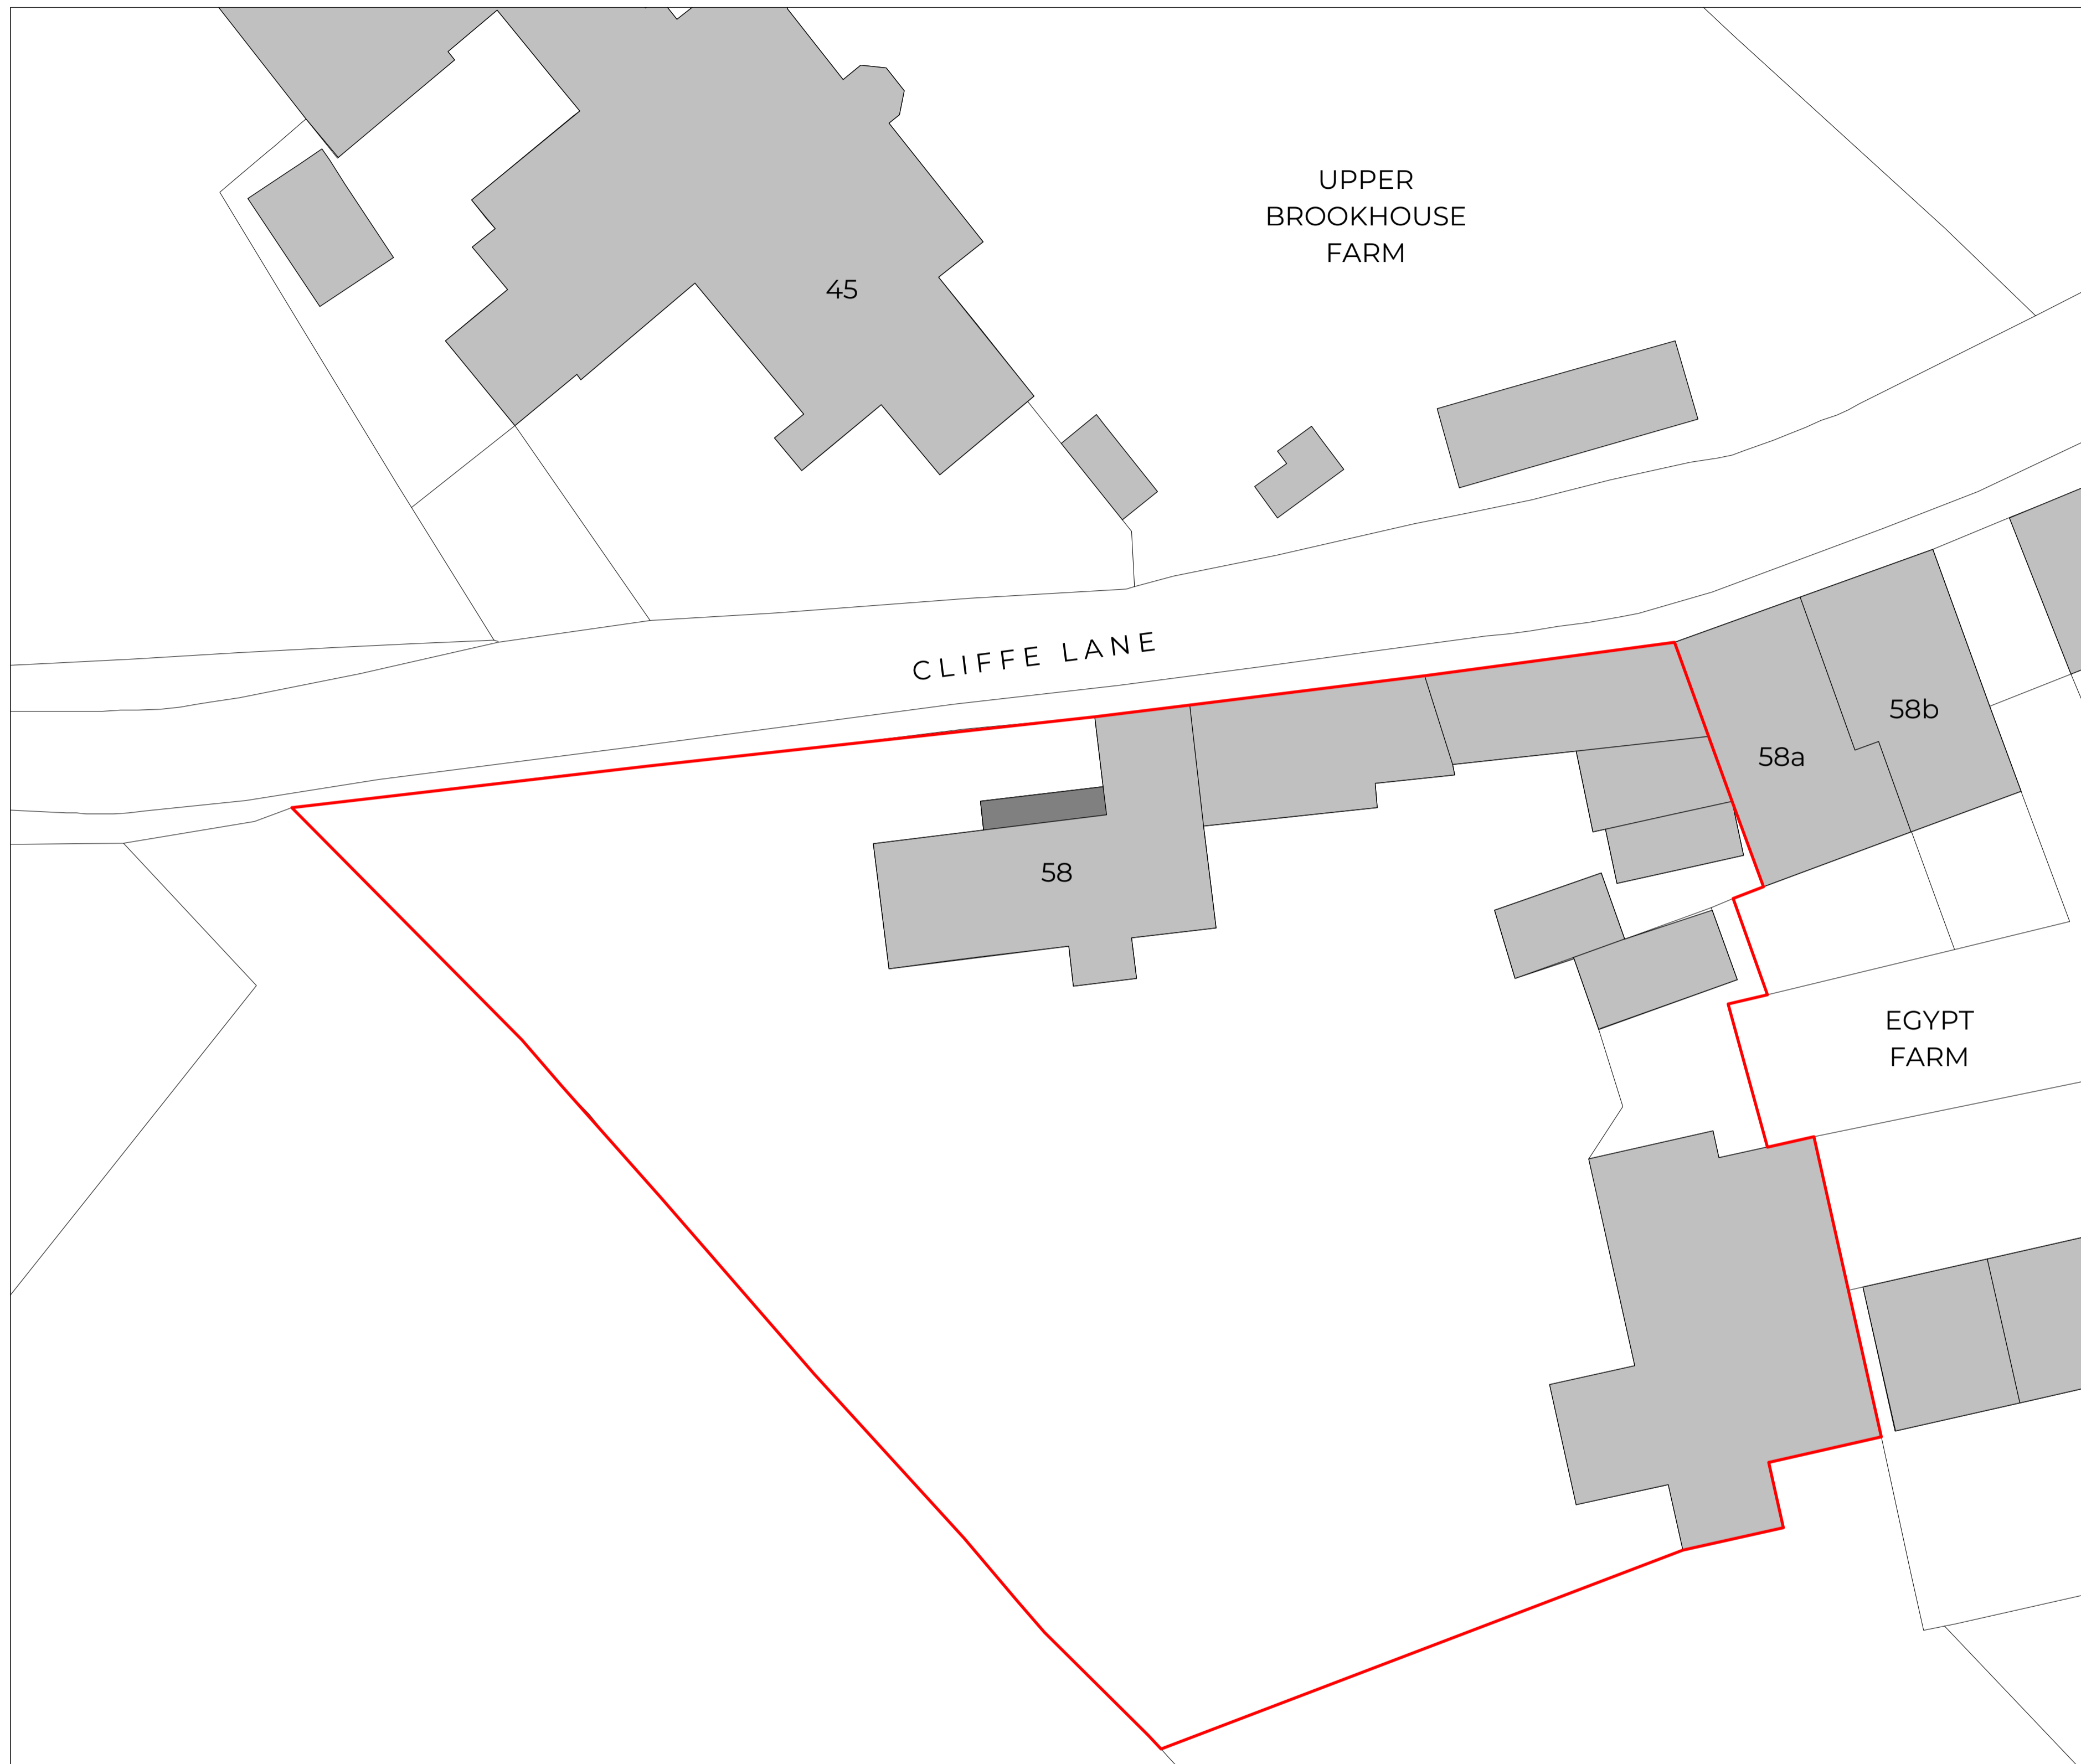 UPPER
BROOKHOUSE
FARM
45
CLIFFE LANE
58b
58a
58
EGYPT
FARM